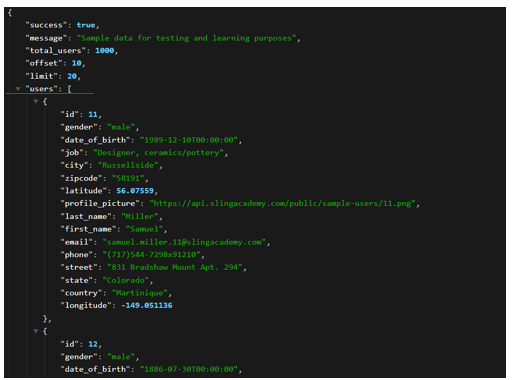 {
"success": true,
"message": "Sample data for testing and learning purposes",
"total_users": 1000,
"offset": 10,
"limit": 20,
"users": [
{
"id": 11,
"gender": "male",
"date_of_birth": "1989-12-10T00:00:00",
"job": "Designer, ceramics/pottery",
"city": "Russellside",
"zipcode": "58191",
"latitude": 56.07559,
"profile_picture": "https://api.slingacademy.com/public/sample-users/11.png",
"last_name": "Miller",
"first_name": "Samuel",
"email": "samuel.miller.11@slingacademy.com",
"phone": "(717)544-7298x91210",
"street": "831 Bradshaw Mount Apt. 294",
"state": "Colorado",
"country": "Martinique",
"longitude": -149.051136
},
{
"id": 12,
"gender": "male",
"date_of_birth": "1886-07-30T00:00:00",